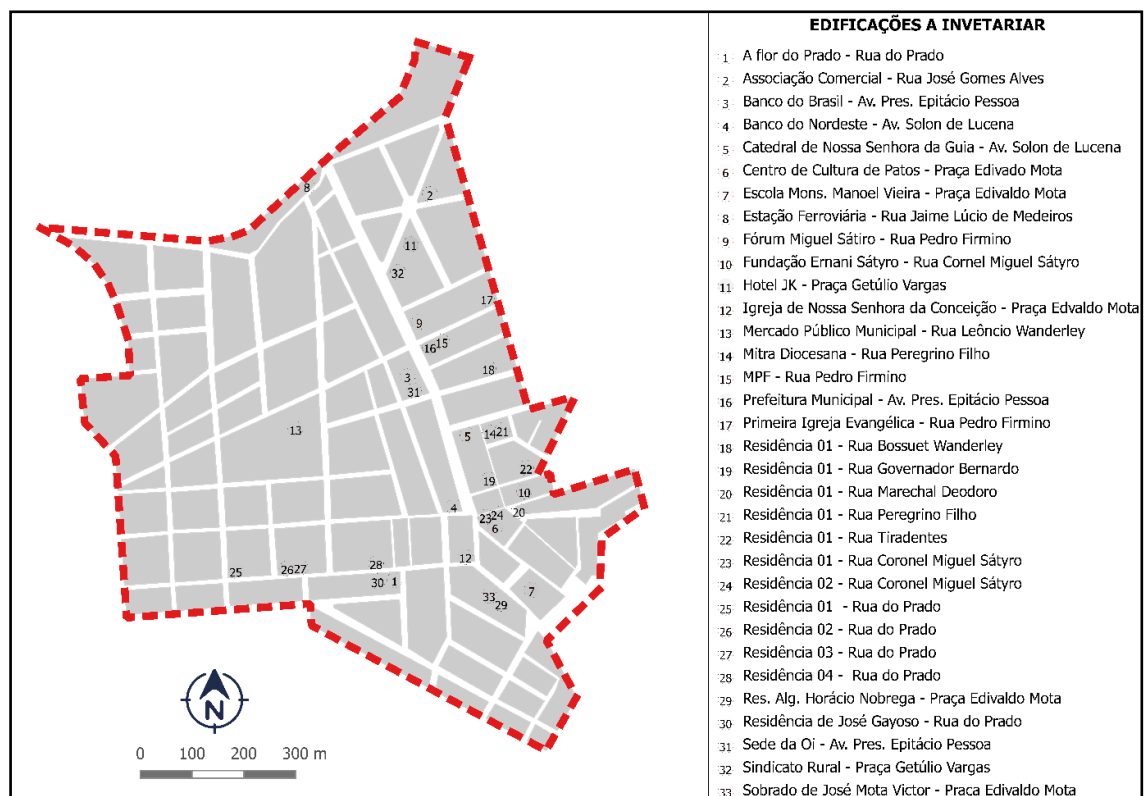 EDIFICAÇÕES A INVETARIAR
1 A flor do Prado - Rua do Prado
2 Associação Comercial - Rua José Gomes Alves
3 Banco do Brasil - Av. Pres. Epitácio Pessoa
4 Banco do Nordeste - Av. Solon de Lucena
5 Catedral de Nossa Senhora da Guia - Av. Solon de Lucena
6 Centro de Cultura de Patos - Praça Edivado Mota
7 Escola Mons. Manoel Vieira - Praça Edivaldo Mota
8 Estação Ferroviária - Rua Jaime Lúcio de Medeiros
9 Fórum Miguel Sátiro - Rua Pedro Firmino
10 Fundação Ernani Sátyro - Rua Cornel Miguel Sátyro
11 Hotel JK - Praça Getúlio Vargas
12 Igreja de Nossa Senhora da Conceição - Praça Edvaldo Mota
13 Mercado Público Municipal - Rua Leôncio Wanderley
14 Mitra Diocesana - Rua Peregrino Filho
15 MPF - Rua Pedro Firmino
16 Prefeitura Municipal - Av. Pres. Epitácio Pessoa
17 Primeira Igreja Evangélica - Rua Pedro Firmino
18 Residência 01 - Rua Bossuet Wanderley
19 Residência 01 - Rua Governador Bernardo
20 Residência 01 - Rua Marechal Deodoro
21 Residência 01 - Rua Peregrino Filho
22 Residência 01 - Rua Tiradentes
23 Residência 01 - Rua Coronel Miguel Sátyro
24 Residência 02 - Rua Coronel Miguel Sátyro
25 Residência 01 - Rua do Prado
26 Residência 02 - Rua do Prado
27 Residência 03 - Rua do Prado
28 Residência 04 - Rua do Prado
29 Res. Alg. Horácio Nobrega - Praça Edivaldo Mota
30 Residência de José Gayoso - Rua do Prado
31 Sede da Oi - Av. Pres. Epitácio Pessoa
32 Sindicato Rural - Praça Getúlio Vargas
33 Sobrado de José Mota Victor - Praça Edivaldo Mota
8
2
11
32
17
9
15
16
18
3
31
13
5
14 21
22
19
10
4
23 24 20
6
12
28
25
26 27
30 1
7
33
29
N
0 100 200 300 m